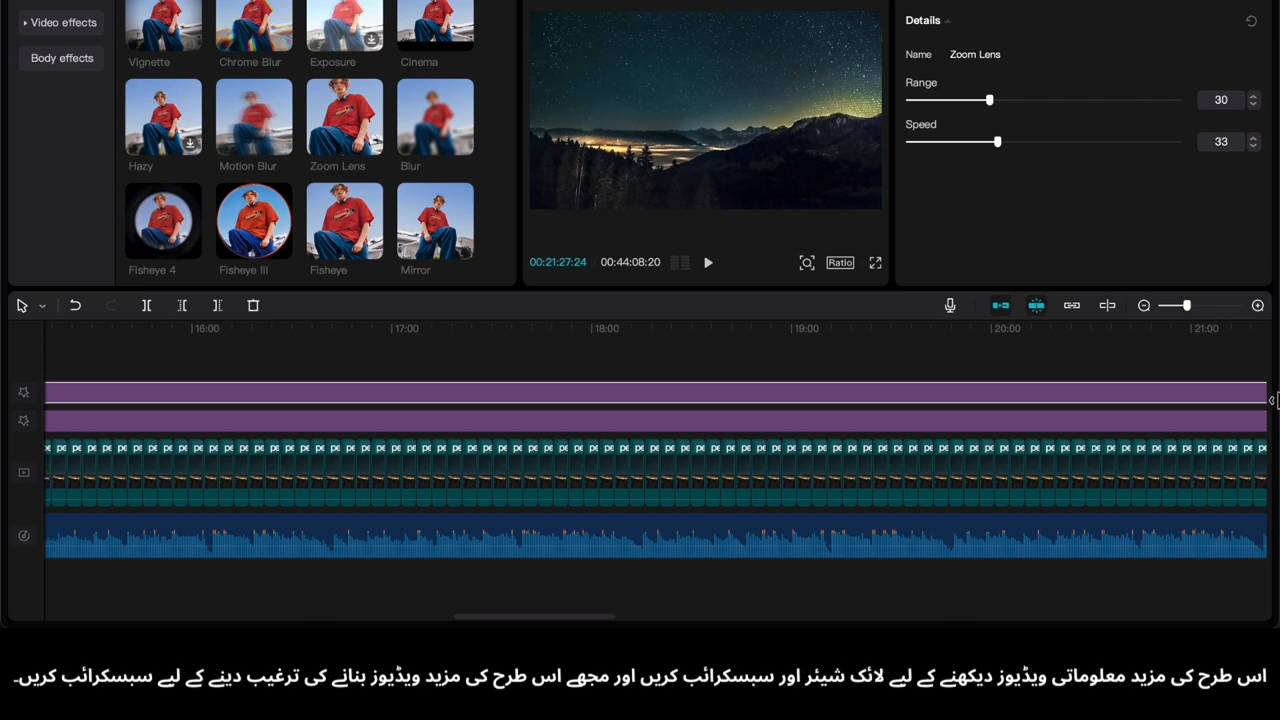 Video effects
Body effects
Vignette
Chrome Blur
Exposure
Cinema
Hazy
Motion Blur
Zoom Lens
Blur
Fisheye 4
Fisheye III
Fisheye
Mirror
00:21:27:24 / 00:44:08:20
Ratio
Details
Name Zoom Lens
Range
30
Speed
33
16:00 17:00 18:00 19:00 20:00 21:00
اس طرح کی مزید معلوماتی ویڈیوز دیکھنے کے لیے لائک شیئر اور سبسکرائب کریں اور مجھے اس طرح کی مزید ویڈیوز بنانے کی ترغیب دینے کے لیے سبسکرائب کریں۔